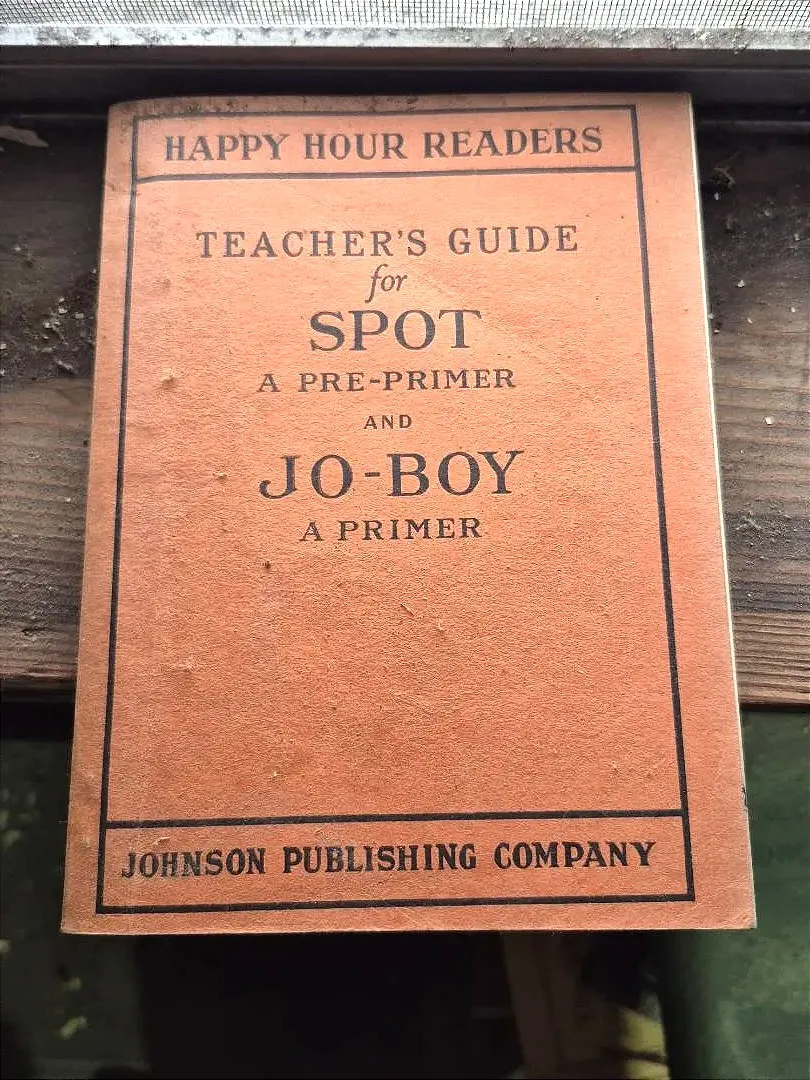 HAPPY HOUR READERS
TEACHER'S GUIDE
for
SPOT
A PRE-PRIMER
AND
JO-BOY
A PRIMER
JOHNSON PUBLISHING COMPANY